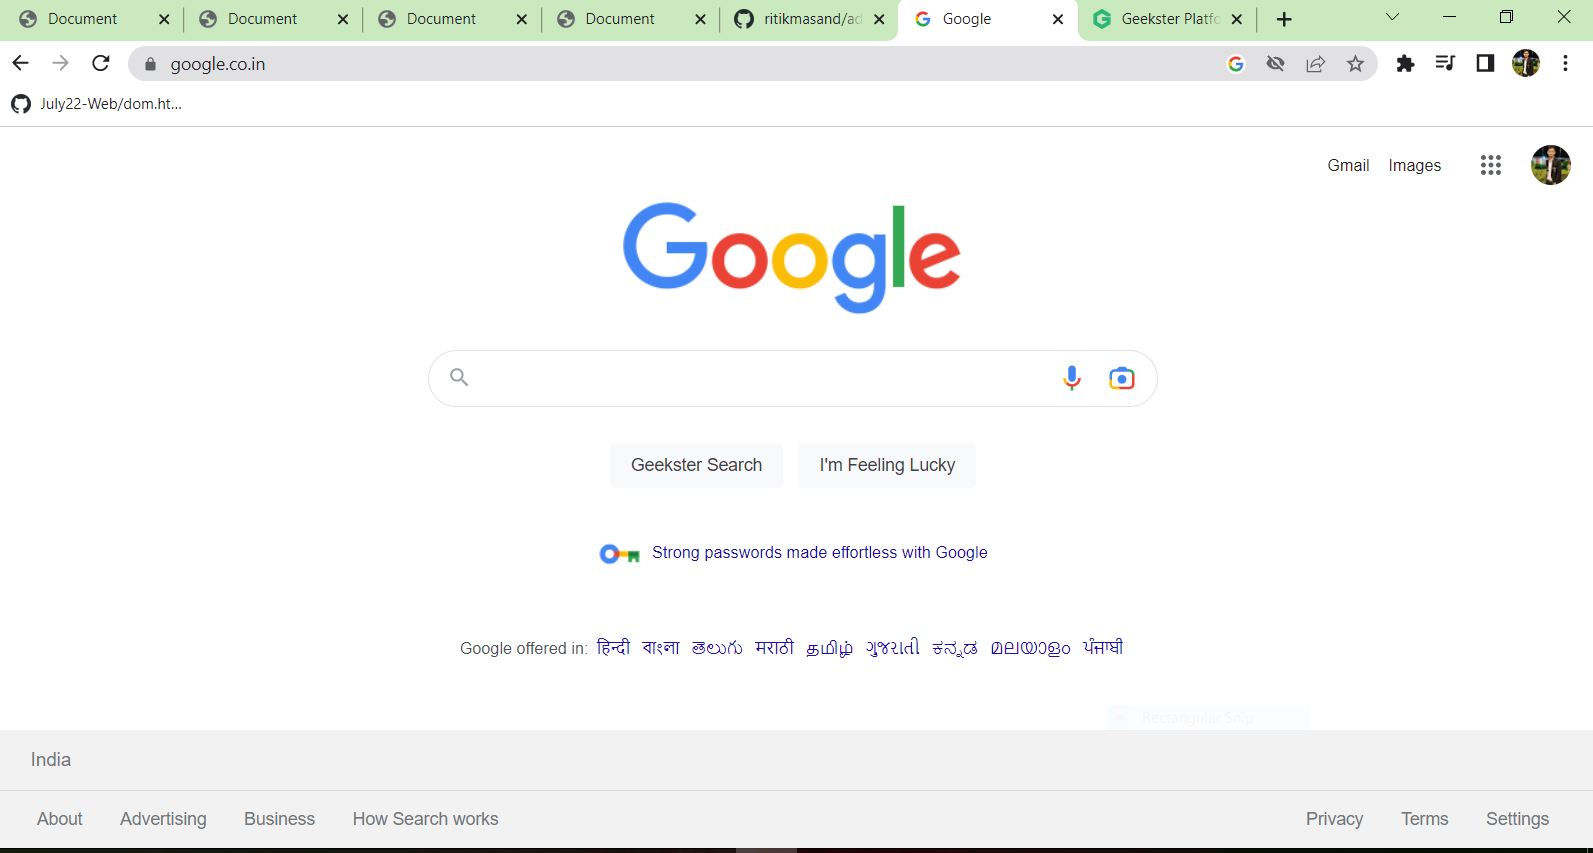 Document Document Document Document ritikmasand/ad Google Geekster Platfo
google.co.in
July22-Web/dom.ht...
Gmail Images
Google
Geekster Search I'm Feeling Lucky
Strong passwords made effortless with Google
Google offered in: हिन्दी বাংলা తెలుగు मराठी தமிழ் ગુજરાતી ಕನ್ನಡ മലയാളം ਪੰਜਾਬੀ
Rectangular Snip
India
About Advertising Business How Search works Privacy Terms Settings